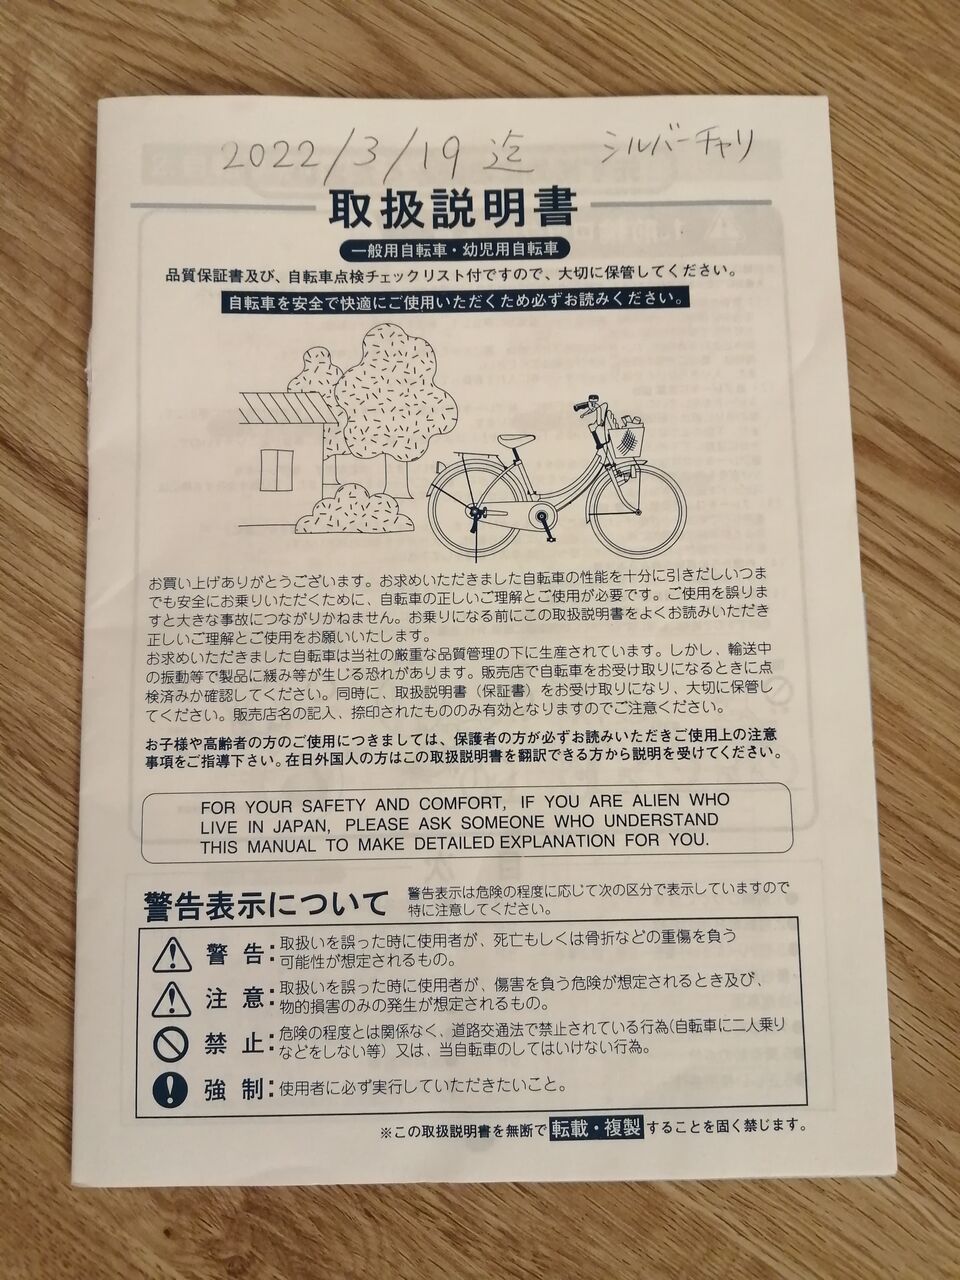 2022/3/19迄 シルバーチャリ
取扱説明書
一般用自転車・幼児用自転車
品質保証書及び、自転車点検チェックリスト付ですので、大切に保管してください。
自転車を安全で快適にご使用いただくため必ずお読みください。
お買い上げありがとうございます。お求めいただきました自転車の性能を十分に引きだしいつま
でも安全にお乗りいただくために、自転車の正しいご理解とご使用が必要です。ご使用を誤りま
すと大きな事故につながりかねません。お乗りになる前にこの取扱説明書をよくお読みいただき
正しいご理解とご使用をお願いいたします。
お求めいただきました自転車は当社の厳重な品質管理の下に生産されています。しかし、輸送中
の振動等で製品に緩み等が生じる恐れがあります。販売店で自転車をお受け取りになるときに点
検済みか確認してください。同時に、取扱説明書（保証書）をお受け取りになり、大切に保管し
てください。販売店名の記入、捺印されたもののみ有効となりますのでご注意ください。
お子様や高齢者の方のご使用につきましては、保護者の方が必ずお読みいただきご使用上の注意
事項をご指導下さい。在日外国人の方はこの取扱説明書を翻訳できる方から説明を受けてください。
FOR YOUR SAFETY AND COMFORT, IF YOU ARE ALIEN WHO
LIVE IN JAPAN, PLEASE ASK SOMEONE WHO UNDERSTAND
THIS MANUAL TO MAKE DETAILED EXPLANATION FOR YOU.
警告表示について
警告表示は危険の程度に応じて次の区分で表示していますので
特に注意してください。
警告:取扱いを誤った時に使用者が、死亡もしくは骨折などの重傷を負う
可能性が想定されるもの。
注意:取扱いを誤った時に使用者が、傷害を負う危険が想定されるとき及び、
物的損害のみの発生が想定されるもの。
禁止:危険の程度とは関係なく、道路交通法で禁止されている行為(自転車に二人乗り
などをしない等）又は、当自転車のしてはいけない行為。
強制:使用者に必ず実行していただきたいこと。
※この取扱説明書を無断で転載・複製することを固く禁じます。